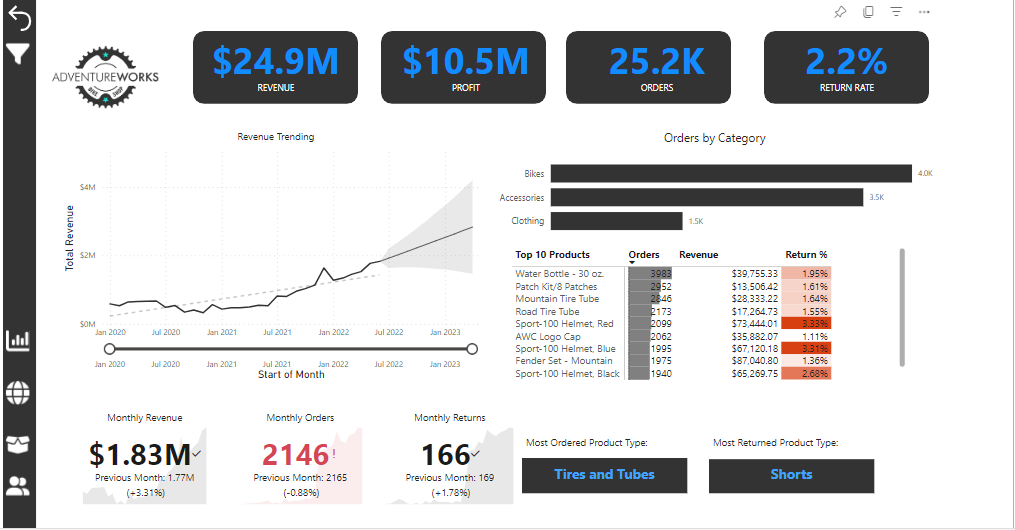 ADVENTUREWORKS
BIKE SHOP
$24.9M
REVENUE
$10.5M
PROFIT
25.2K
ORDERS
2.2%
RETURN RATE
Revenue Trending
Total Revenue
$4M
$2M
$0M
Jan 2020 Jul 2020 Jan 2021 Jul 2021 Jan 2022 Jul 2022 Jan 2023
Jan 2020 Jul 2020 Jan 2021 Jul 2021 Jan 2022 Jul 2022 Jan 2023
Start of Month
Orders by Category
Bikes 4.0K
Accessories 3.5K
Clothing 1.5K
Top 10 Products Orders Revenue Return %
Water Bottle - 30 oz. 3983 $39,755.33 1.95%
Patch Kit/8 Patches 2952 $13,506.42 1.61%
Mountain Tire Tube 2846 $28,333.22 1.64%
Road Tire Tube 2173 $17,264.73 1.55%
Sport-100 Helmet, Red 2099 $73,444.01 3.33%
AWC Logo Cap 2062 $35,882.07 1.11%
Sport-100 Helmet, Blue 1995 $67,120.18 3.31%
Fender Set - Mountain 1975 $87,040.80 1.36%
Sport-100 Helmet, Black 1940 $65,269.75 2.68%
Monthly Revenue
$1.83M
Previous Month: 1.77M
(+3.31%)
Monthly Orders
2146!
Previous Month: 2165
(-0.88%)
Monthly Returns
166
Previous Month: 169
(+1.78%)
Most Ordered Product Type:
Tires and Tubes
Most Returned Product Type:
Shorts